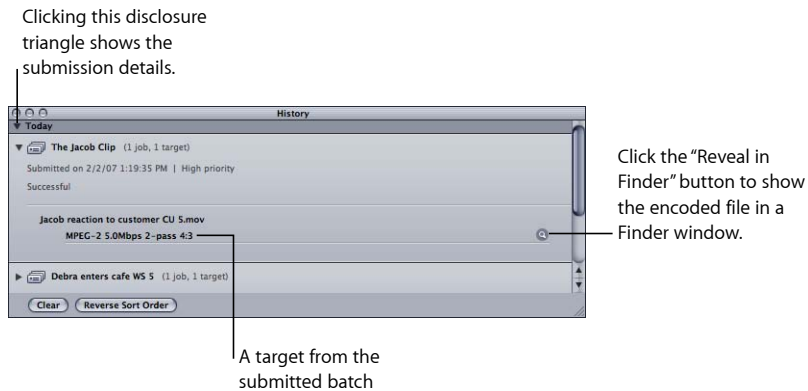 Clicking this disclosure
triangle shows the
submission details.
History
Today
The Jacob Clip (1 job, 1 target)
Submitted on 2/2/07 1:19:35 PM | High priority
Successful
Jacob reaction to customer CU 5.mov
MPEG-2 5.0Mbps 2-pass 4:3
Debra enters cafe WS 5 (1 job, 1 target)
Clear Reverse Sort Order
Click the “Reveal in
Finder” button to show
the encoded file in a
Finder window.
A target from the
submitted batch